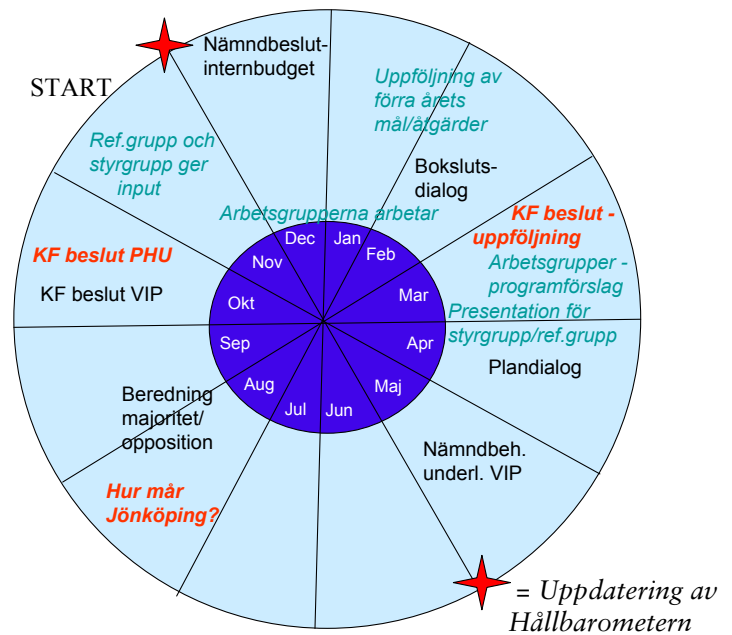 START
Nämndbeslut-
internbudget
Uppföljning av
förra årets
mål/åtgärder
Ref.grupp och
styrgrupp ger
input
Boksluts-
dialog
Arbetsgrupperna arbetar
KF beslut -
uppföljning
Arbetsgrupper -
programförslag
Presentation för
styrgrupp/ref.grupp
Plandialog
KF beslut PHU
KF beslut VIP
Dec
Jan
Feb
Mar
Apr
Maj
Jun
Jul
Aug
Sep
Okt
Nov
Beredning
majoritet/
opposition
Nämndbeh.
underl. VIP
Hur mår
Jönköping?
= Uppdatering av
Hållbarometern